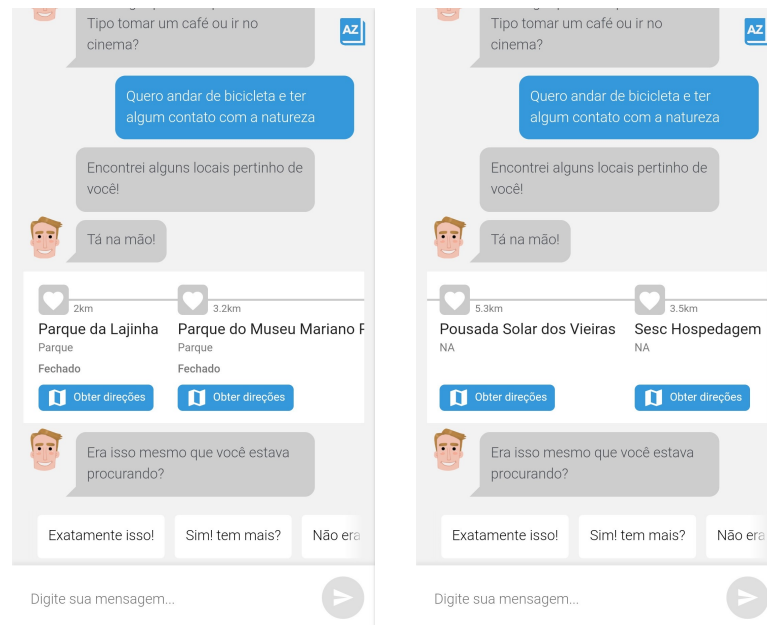 Tipo tomar um café ou ir no
cinema?
AZ
Quero andar de bicicleta e ter
algum contato com a natureza
Encontrei alguns locais pertinho de
você!
Tá na mão!
2km
3.2km
Parque da Lajinha
Parque do Museu Mariano P
Parque
Parque
Fechado
Fechado
Obter direções
Obter direções
Era isso mesmo que você estava
procurando?
Exatamente isso!
Sim! tem mais?
Não era
Digite sua mensagem...
Tipo tomar um café ou ir no
cinema?
AZ
Quero andar de bicicleta e ter
algum contato com a natureza
Encontrei alguns locais pertinho de
você!
Tá na mão!
5.3km
3.5km
Pousada Solar dos Vieiras
Sesc Hospedagem
NA
NA
Obter direções
Obter direções
Era isso mesmo que você estava
procurando?
Exatamente isso!
Sim! tem mais?
Não era
Digite sua mensagem...